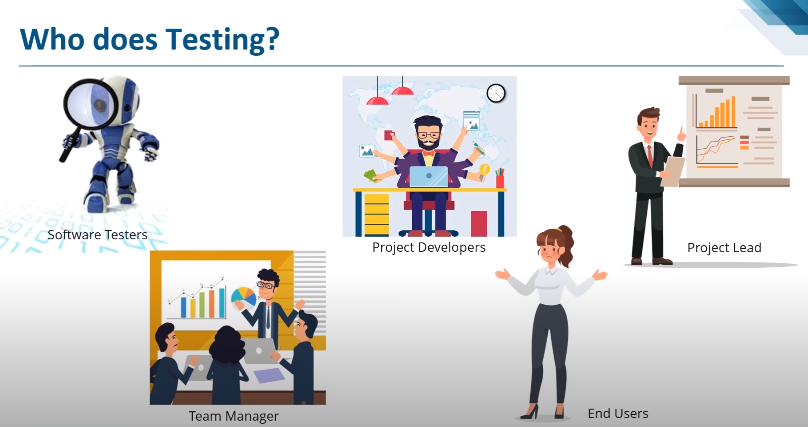 Who does Testing?
Software Testers
Project Developers
Project Lead
Team Manager
End Users